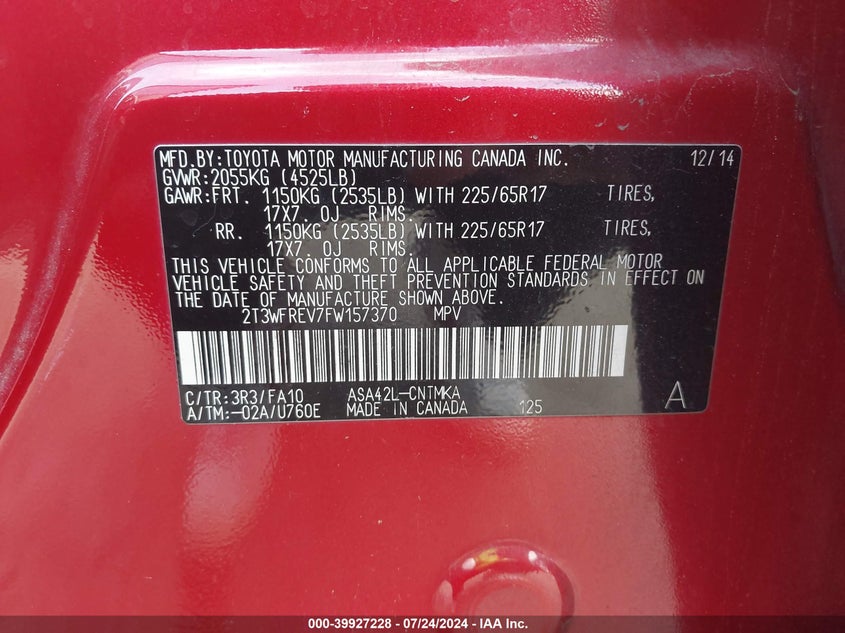 MFD.BY:TOYOTA MOTOR MANUFACTURING CANADA INC. 12/14
GVWR:2055KG (4525LB)
GAWR:FRT. 1150KG (2535LB) WITH 225/65R17 TIRES,
17X7.0J RIMS.
RR. 1150KG (2535LB) WITH 225/65R17 TIRES,
17X7.0J RIMS.
THIS VEHICLE CONFORMS TO ALL APPLICABLE FEDERAL MOTOR
VEHICLE SAFETY AND THEFT PREVENTION STANDARDS IN EFFECT ON
THE DATE OF MANUFACTURE SHOWN ABOVE.
2T3WFREV7FW157370 MPV
C/TR:3R3/FA10 ASA42L-CNTMKA
A/TM:-02A/U760E MADE IN CANADA 125 A
000-39927228 - 07/24/2024 - IAA Inc.